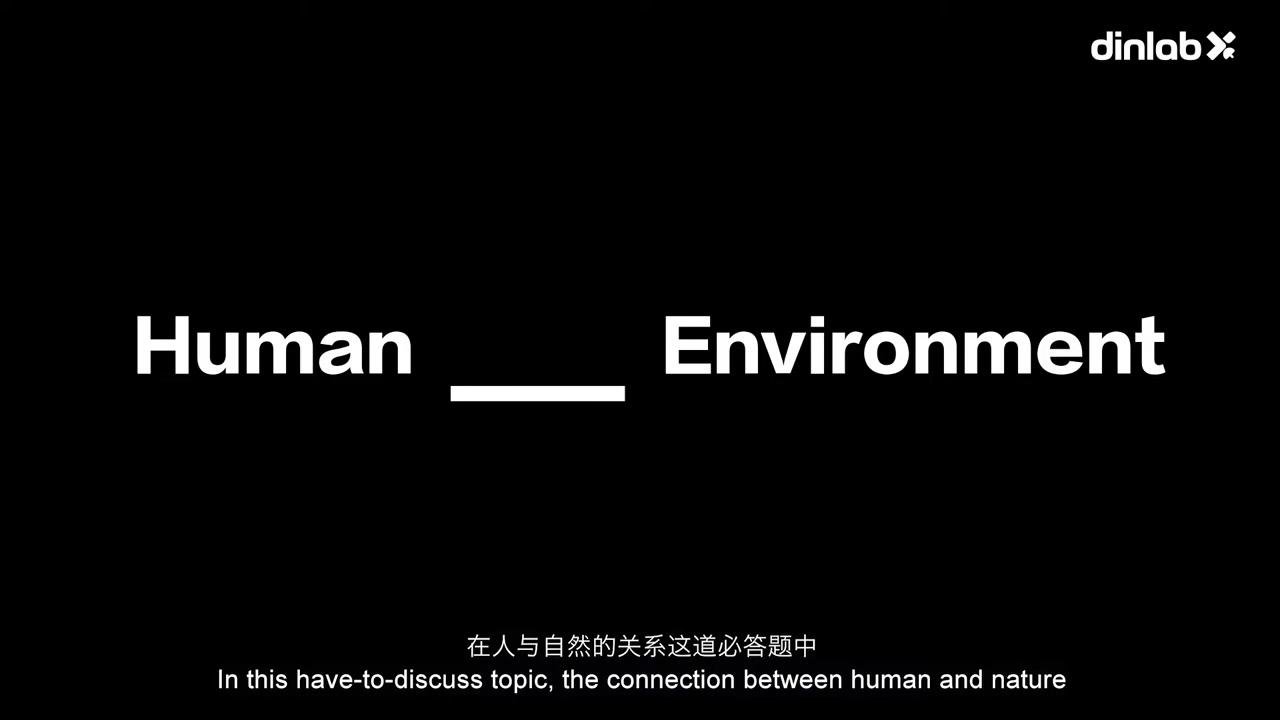 dinlab
Human ___ Environment
在人与自然的关系这道必答题中
In this have-to-discuss topic, the connection between human and nature